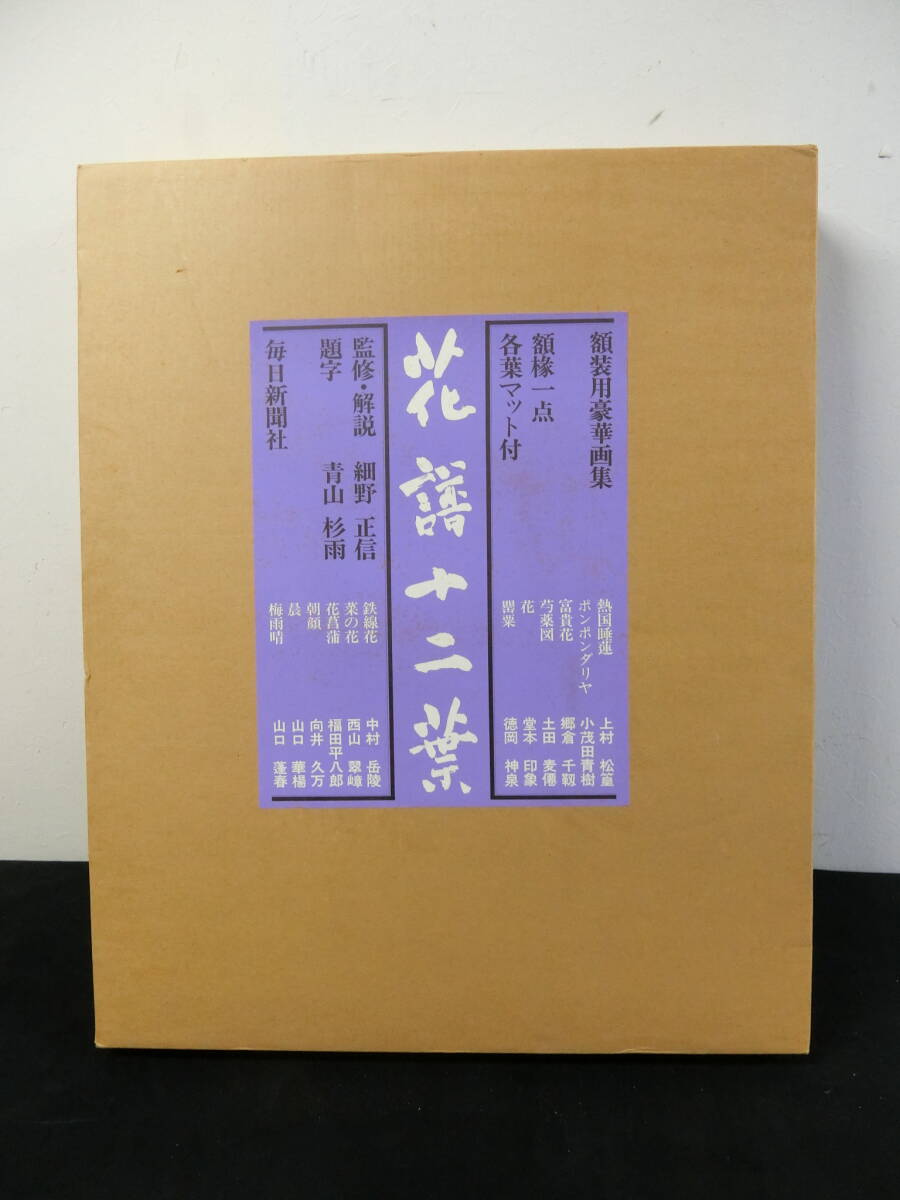 額装用豪華画集
額椽一点
各葉マット付
熱国睡蓮 上村 松篁
ポンポンダリヤ 小茂田青樹
富貴花 郷倉 千靱
芍薬図 土田 麦僊
花 堂本 印象
罌粟 徳岡 神泉
花譜十二葉
監修・解説 細野 正信
題字 青山 杉雨
毎日新聞社
鉄線花 中村 岳陵
菜の花 西山 翠嶂
花菖蒲 福田平八郎
朝顔 向井 久万
晨 山口 華楊
梅雨晴 山口 蓬春